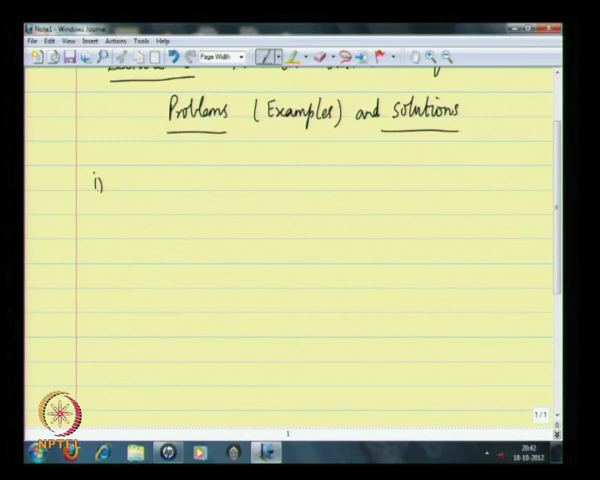 Note1 - Windows Journal
File Edit View Insert Actions Tools Help
Page Width
Problems (Examples) and solutions
i)
1/1
1
NPTEL
20:42
18-10-2012